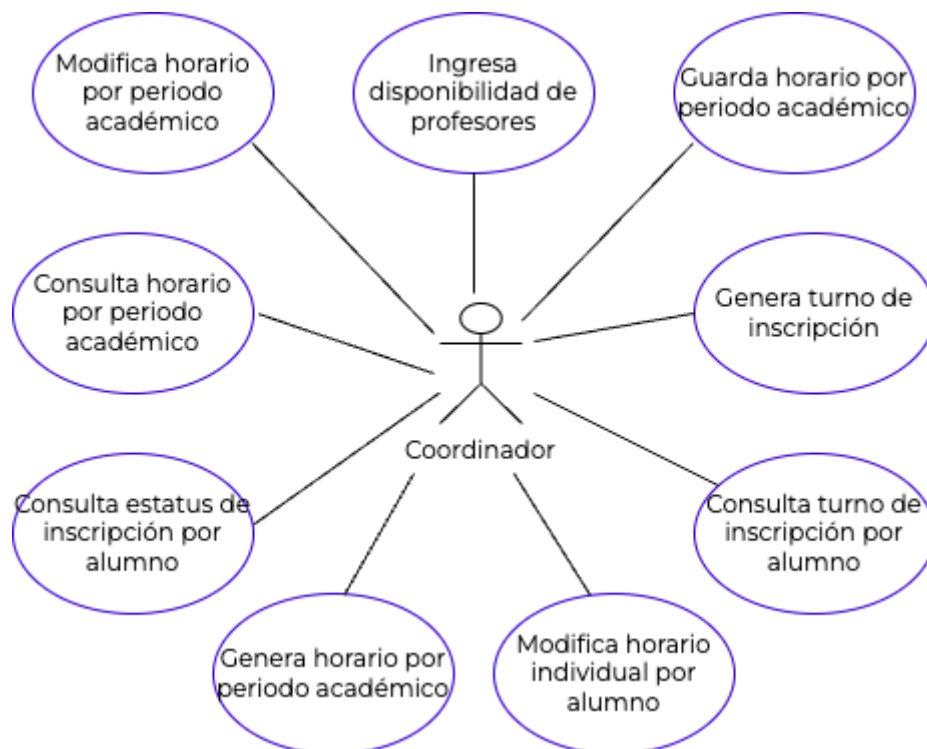 Modifica horario
por periodo
académico
Ingresa
disponibilidad de
profesores
Guarda horario por
periodo académico
Consulta horario
por periodo
académico
Genera turno de
inscripción
Coordinador
Consulta estatus de
inscripción por
alumno
Consulta turno de
inscripción por
alumno
Genera horario por
periodo académico
Modifica horario
individual por
alumno